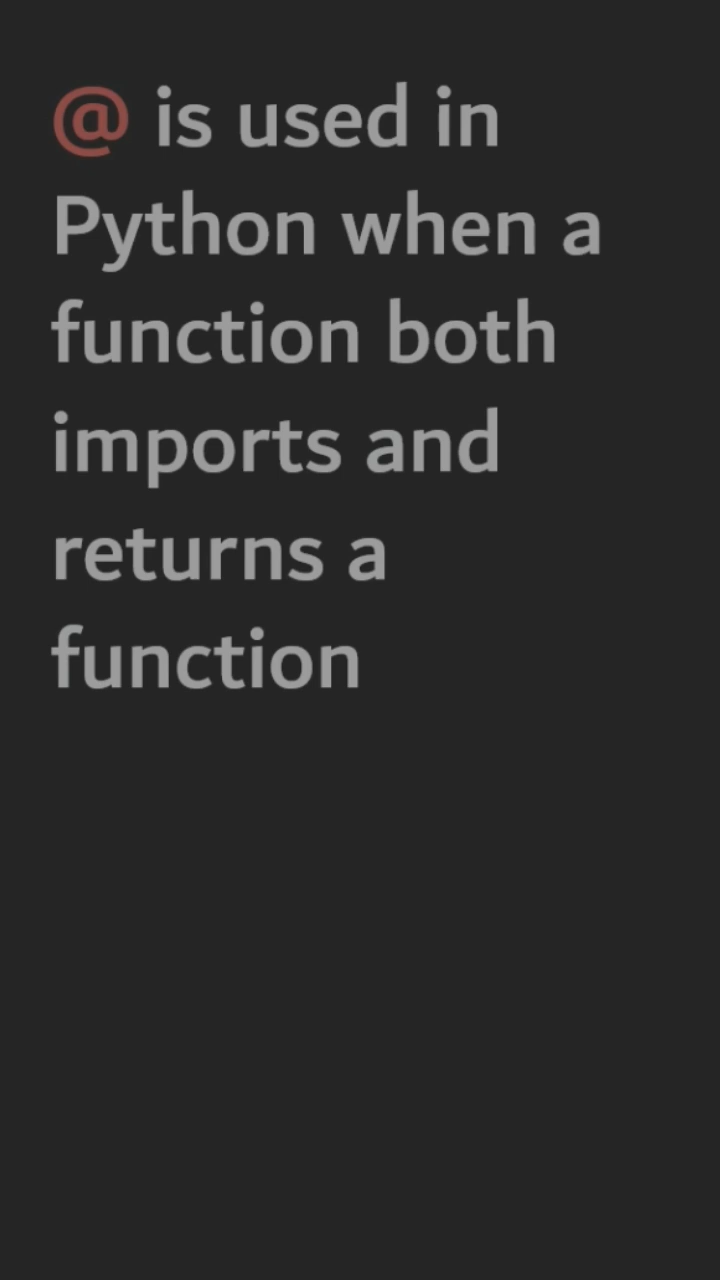 @ is used in
Python when a
function both
imports and
returns a
function